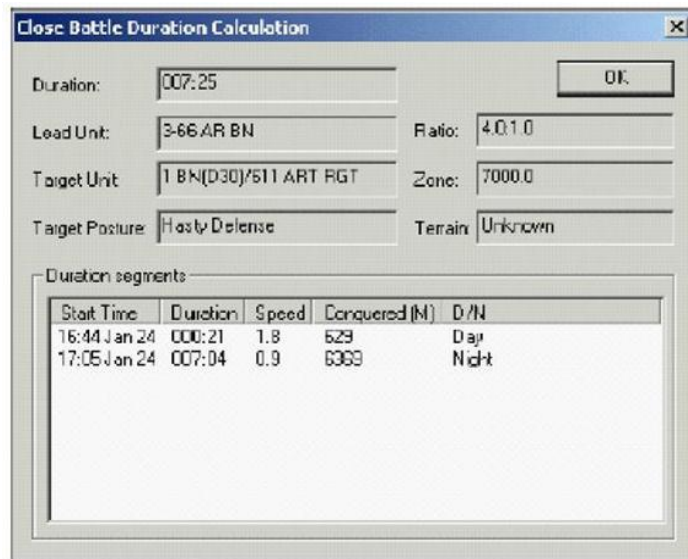 Close Battle Duration Calculation
Duration: 007:25 OK
Lead Unit: 3-66 AR BN Ratio: 4.0:1.0
Target Unit: 1 BN(D30)/611 ART RGT Zone: 7000.0
Target Posture: Hasty Defense Terrain: Unknown
Duration segments
Start Time Duration Speed Conquered (M) D/N
16:44 Jan 24 000:21 1.8 629 Day
17:05 Jan 24 007:04 0.9 6369 Night